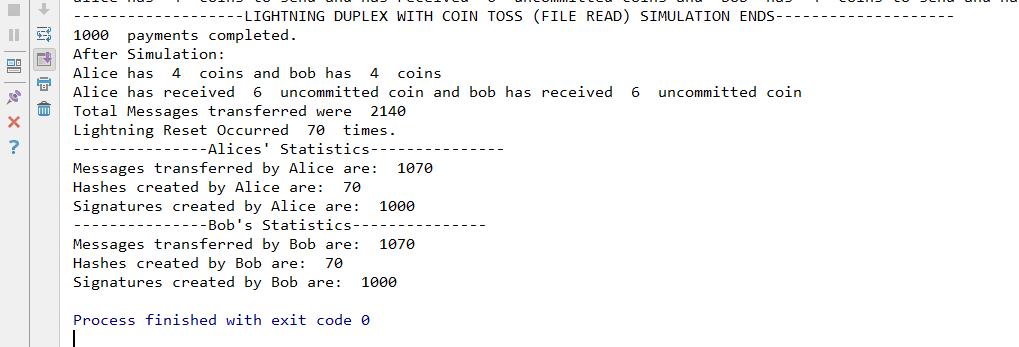 -------------------LIGHTNING DUPLEX WITH COIN TOSS (FILE READ) SIMULATION ENDS--------------------
1000  payments completed.
After Simulation:
Alice has  4  coins and bob has  4  coins
Alice has received  6  uncommitted coin and bob has received  6  uncommitted coin
Total Messages transferred were  2140
Lightning Reset Occurred  70  times.
---------------Alices' Statistics---------------
Messages transferred by Alice are:  1070
Hashes created by Alice are:  70
Signatures created by Alice are:  1000
---------------Bob's Statistics---------------
Messages transferred by Bob are:  1070
Hashes created by Bob are:  70
Signatures created by Bob are:  1000
Process finished with exit code 0